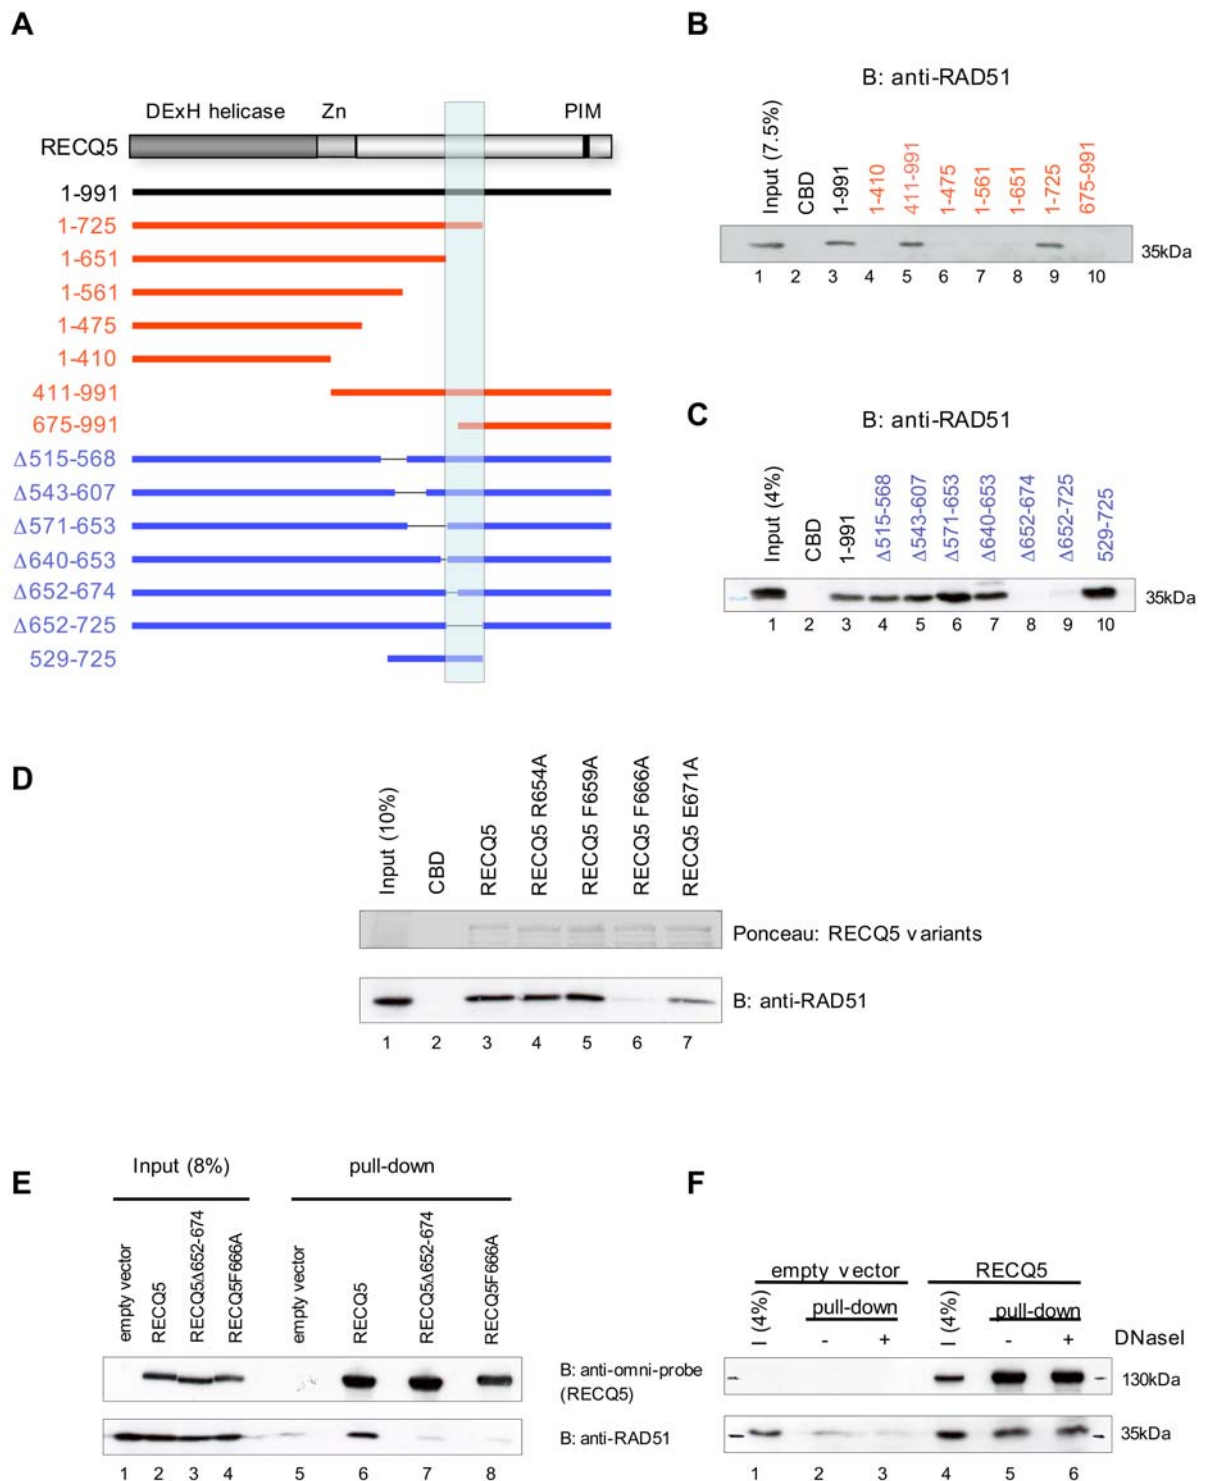 A
DExH helicase Zn PIM
RECQ5
1-991
1-725
1-651
1-561
1-475
1-410
411-991
675-991
Δ515-568
Δ543-607
Δ571-653
Δ640-653
Δ652-674
Δ652-725
529-725
B
B: anti-RAD51
Input (7.5%) CBD 1-991 1-410 411-991 1-475 1-561 1-651 1-725 675-991
35kDa
1 2 3 4 5 6 7 8 9 10
C
B: anti-RAD51
Input (4%) CBD 1-991 Δ515-568 Δ543-607 Δ571-653 Δ640-653 Δ652-674 Δ652-725 529-725
35kDa
1 2 3 4 5 6 7 8 9 10
D
Input (10%) CBD RECQ5 RECQ5 R654A RECQ5 F659A RECQ5 F666A RECQ5 E671A
Ponceau: RECQ5 variants
B: anti-RAD51
1 2 3 4 5 6 7
E
Input (8%) pull-down
empty vector RECQ5 RECQ5Δ652-674 RECQ5F666A empty vector RECQ5 RECQ5Δ652-674 RECQ5F666A
B: anti-omni-probe
(RECQ5)
B: anti-RAD51
1 2 3 4 5 6 7 8
F
empty vector RECQ5
I (4%) pull-down I (4%) pull-down
- + - + DNaseI
130kDa
35kDa
1 2 3 4 5 6